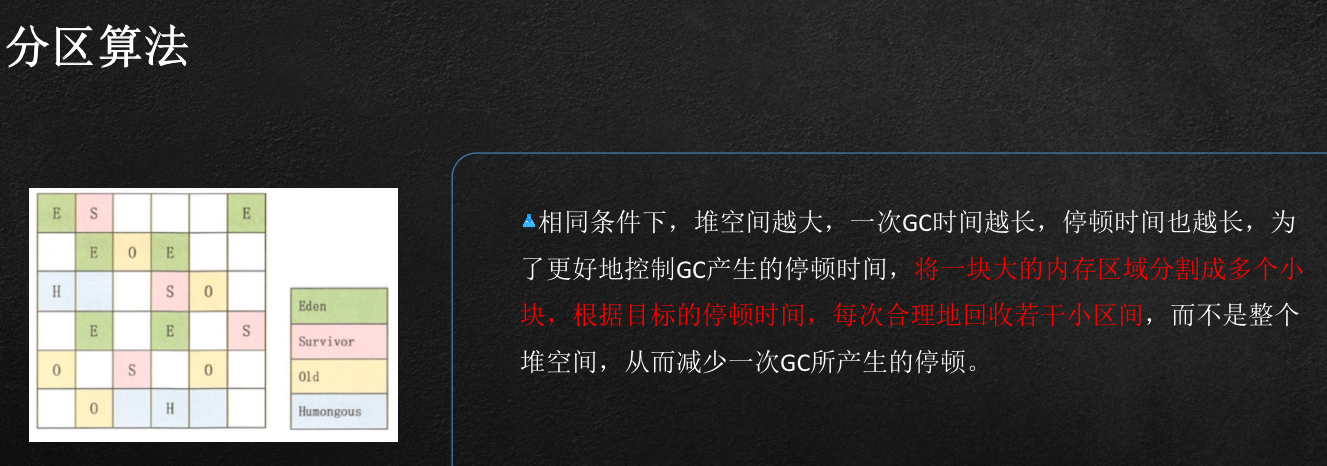 分区算法
E S E
E O E
H S O
E E S
O S O
O H
Eden
Survivor
Old
Humongous
相同条件下，堆空间越大，一次GC时间越长，停顿时间也越长，为
了更好地控制GC产生的停顿时间，将一块大的内存区域分割成多个小
块，根据目标的停顿时间，每次合理地回收若干小区间，而不是整个
堆空间，从而减少一次GC所产生的停顿。